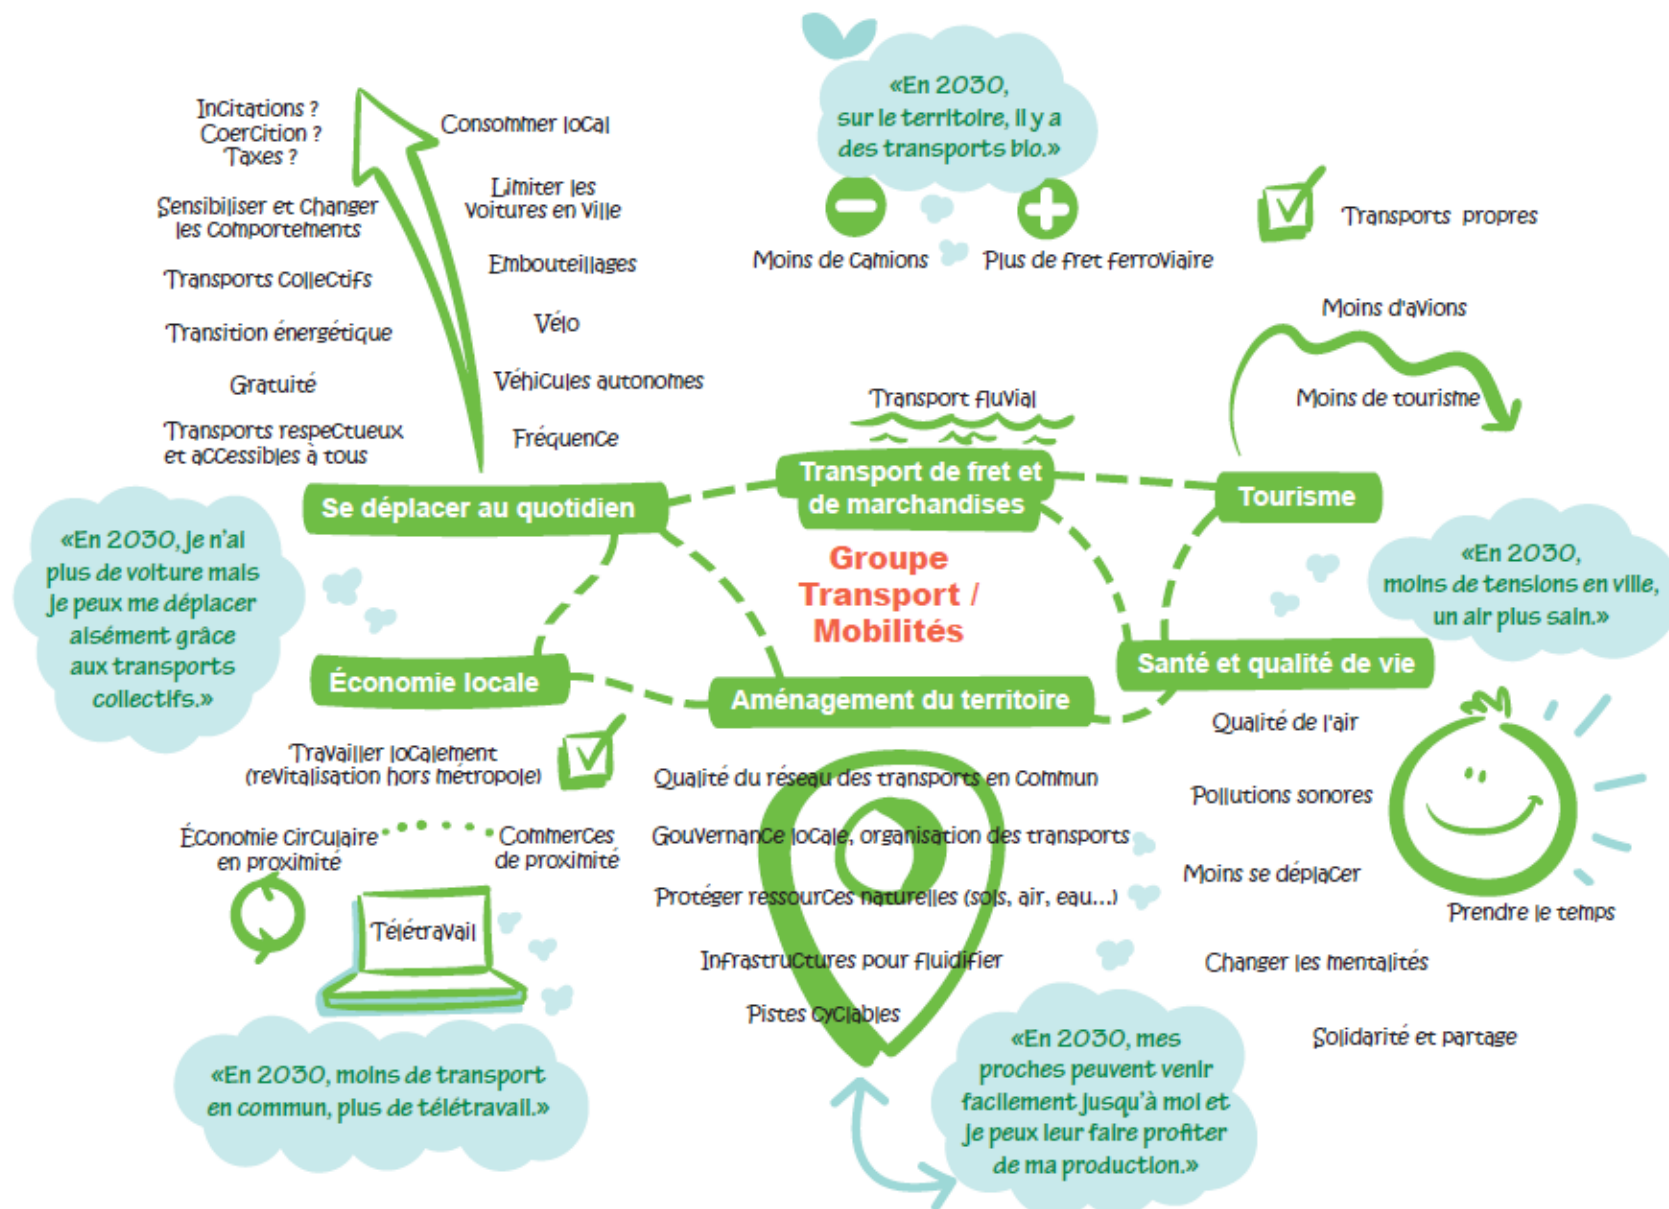 «En 2030,
sur le territoire, il y a
des transports bio.»
Incitations ?
Coercition ?
Taxes ?
Consommer local
Sensibiliser et changer
les comportements
Limiter les
voitures en ville
Transports collectifs
Embouteillages
Transition énergétique
Vélo
Gratuité
Véhicules autonomes
Transports respectueux
et accessibles à tous
Fréquence
Moins de camions
Plus de fret ferroviaire
Transports propres
Moins d'avions
Moins de tourisme
Transport fluvial
Se déplacer au quotidien
Transport de fret et
de marchandises
Tourisme
«En 2030, je n'ai
plus de voiture mais
je peux me déplacer
aisément grâce
aux transports
collectifs.»
Groupe
Transport /
Mobilités
«En 2030,
moins de tensions en ville,
un air plus sain.»
Économie locale
Aménagement du territoire
Santé et qualité de vie
Travailler localement
(revitalisation hors métropole)
Économie circulaire
en proximité
Commerces
de proximité
Télétravail
«En 2030, moins de transport
en commun, plus de télétravail.»
Qualité du réseau des transports en commun
Gouvernance locale, organisation des transports
Protéger ressources naturelles (sols, air, eau...)
Infrastructures pour fluidifier
Pistes cyclables
«En 2030, mes
proches peuvent venir
facilement jusqu'à moi et
je peux leur faire profiter
de ma production.»
Qualité de l'air
Pollutions sonores
Moins se déplacer
Prendre le temps
Changer les mentalités
Solidarité et partage